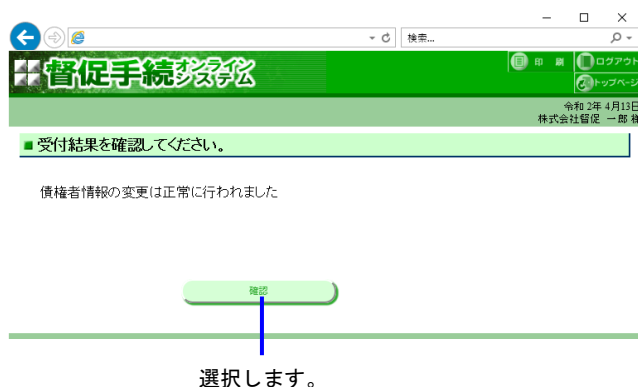 検索...
督促手続オンラインシステム
印 刷
ログアウト
トップページ
令和 2年 4月13日
株式会社督促 一郎 様
■受付結果を確認してください。
債権者情報の変更は正常に行われました
確認
選択します。